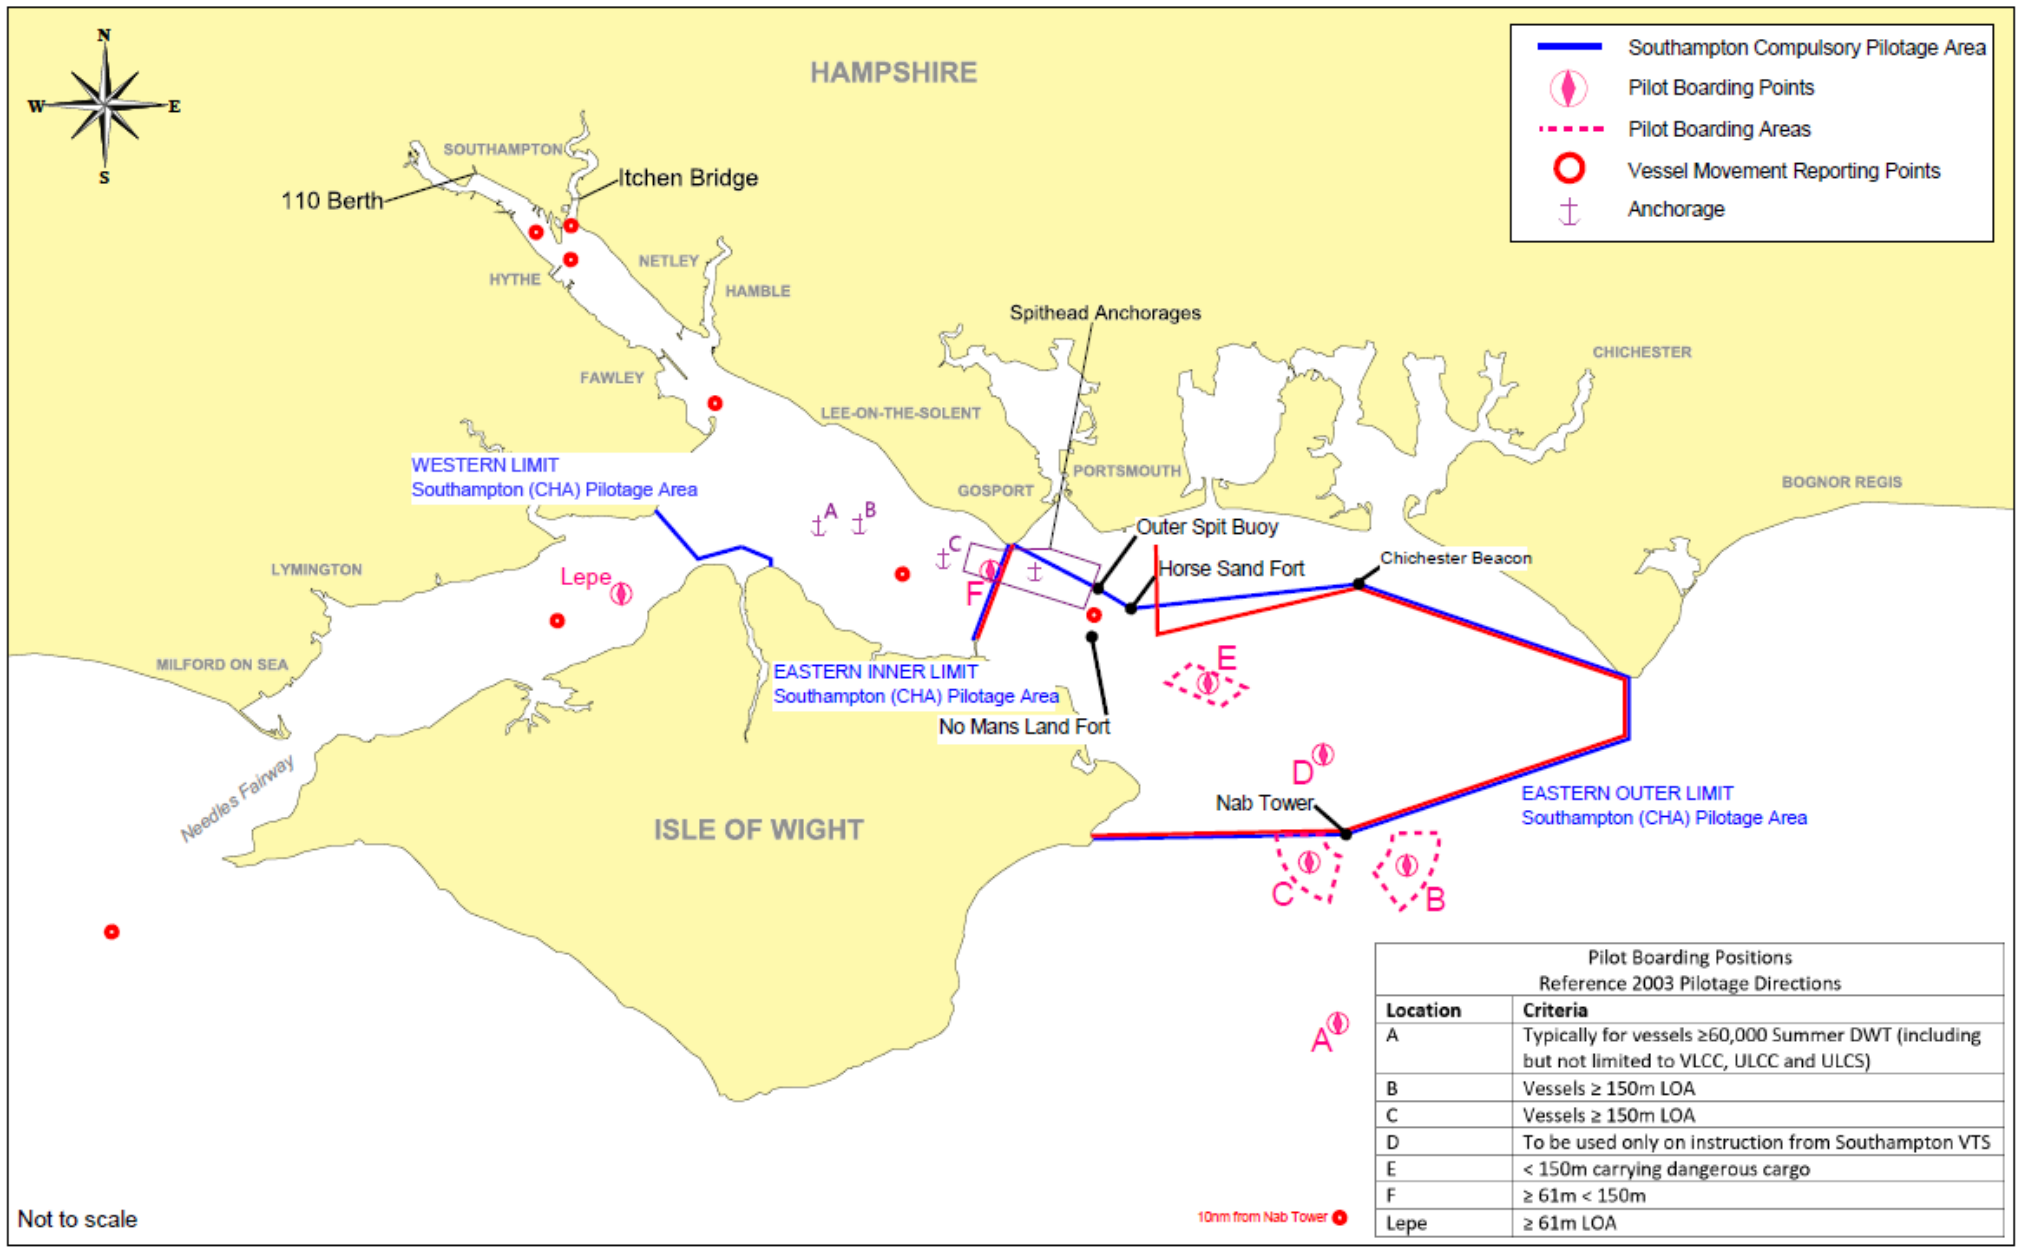 N
HAMPSHIRE
Southampton Compulsory Pilotage Area
Pilot Boarding Points
W
E
Pilot Boarding Areas
S
SOUTHAMPTON
Vessel Movement Reporting Points
Itchen Bridge
110 Berth
Anchorage
NETLEY
HYTHE
HAMBLE
Spithead Anchorages
CHICHESTER
FAWLEY
LEE-ON-THE-SOLENT
WESTERN LIMIT
Southampton (CHA) Pilotage Area
PORTSMOUTH
GOSPORT
BOGNOR REGIS
A
B
Outer Spit Buoy
C
Chichester Beacon
LYMINGTON
Lepe
Horse Sand Fort
F
MILFORD ON SEA
EASTERN INNER LIMIT
Southampton (CHA) Pilotage Area
E
No Mans Land Fort
Needles Fairway
D
Nab Tower
EASTERN OUTER LIMIT
Southampton (CHA) Pilotage Area
ISLE OF WIGHT
C
B
A
Pilot Boarding Positions
Reference 2003 Pilotage Directions
Location Criteria
A Typically for vessels ≥60,000 Summer DWT (including
but not limited to VLCC, ULCC and ULCS)
B Vessels ≥ 150m LOA
C Vessels ≥ 150m LOA
D To be used only on instruction from Southampton VTS
E < 150m carrying dangerous cargo
F ≥ 61m < 150m
Lepe ≥ 61m LOA
10nm from Nab Tower
Not to scale